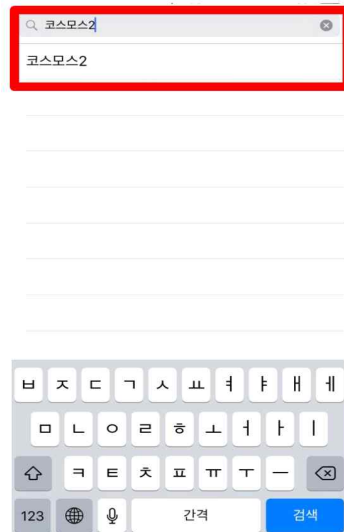 코스모스2
코스모스2
ㅂ ㅈ ㄷ ㄱ ㅅ ㅛ ㅕ ㅑ ㅐ ㅔ
ㅁ ㄴ ㅇ ㄹ ㅎ ㅗ ㅓ ㅏ ㅣ
ㅋ ㅌ ㅊ ㅍ ㅠ ㅜ ㅡ
123 간격 검색